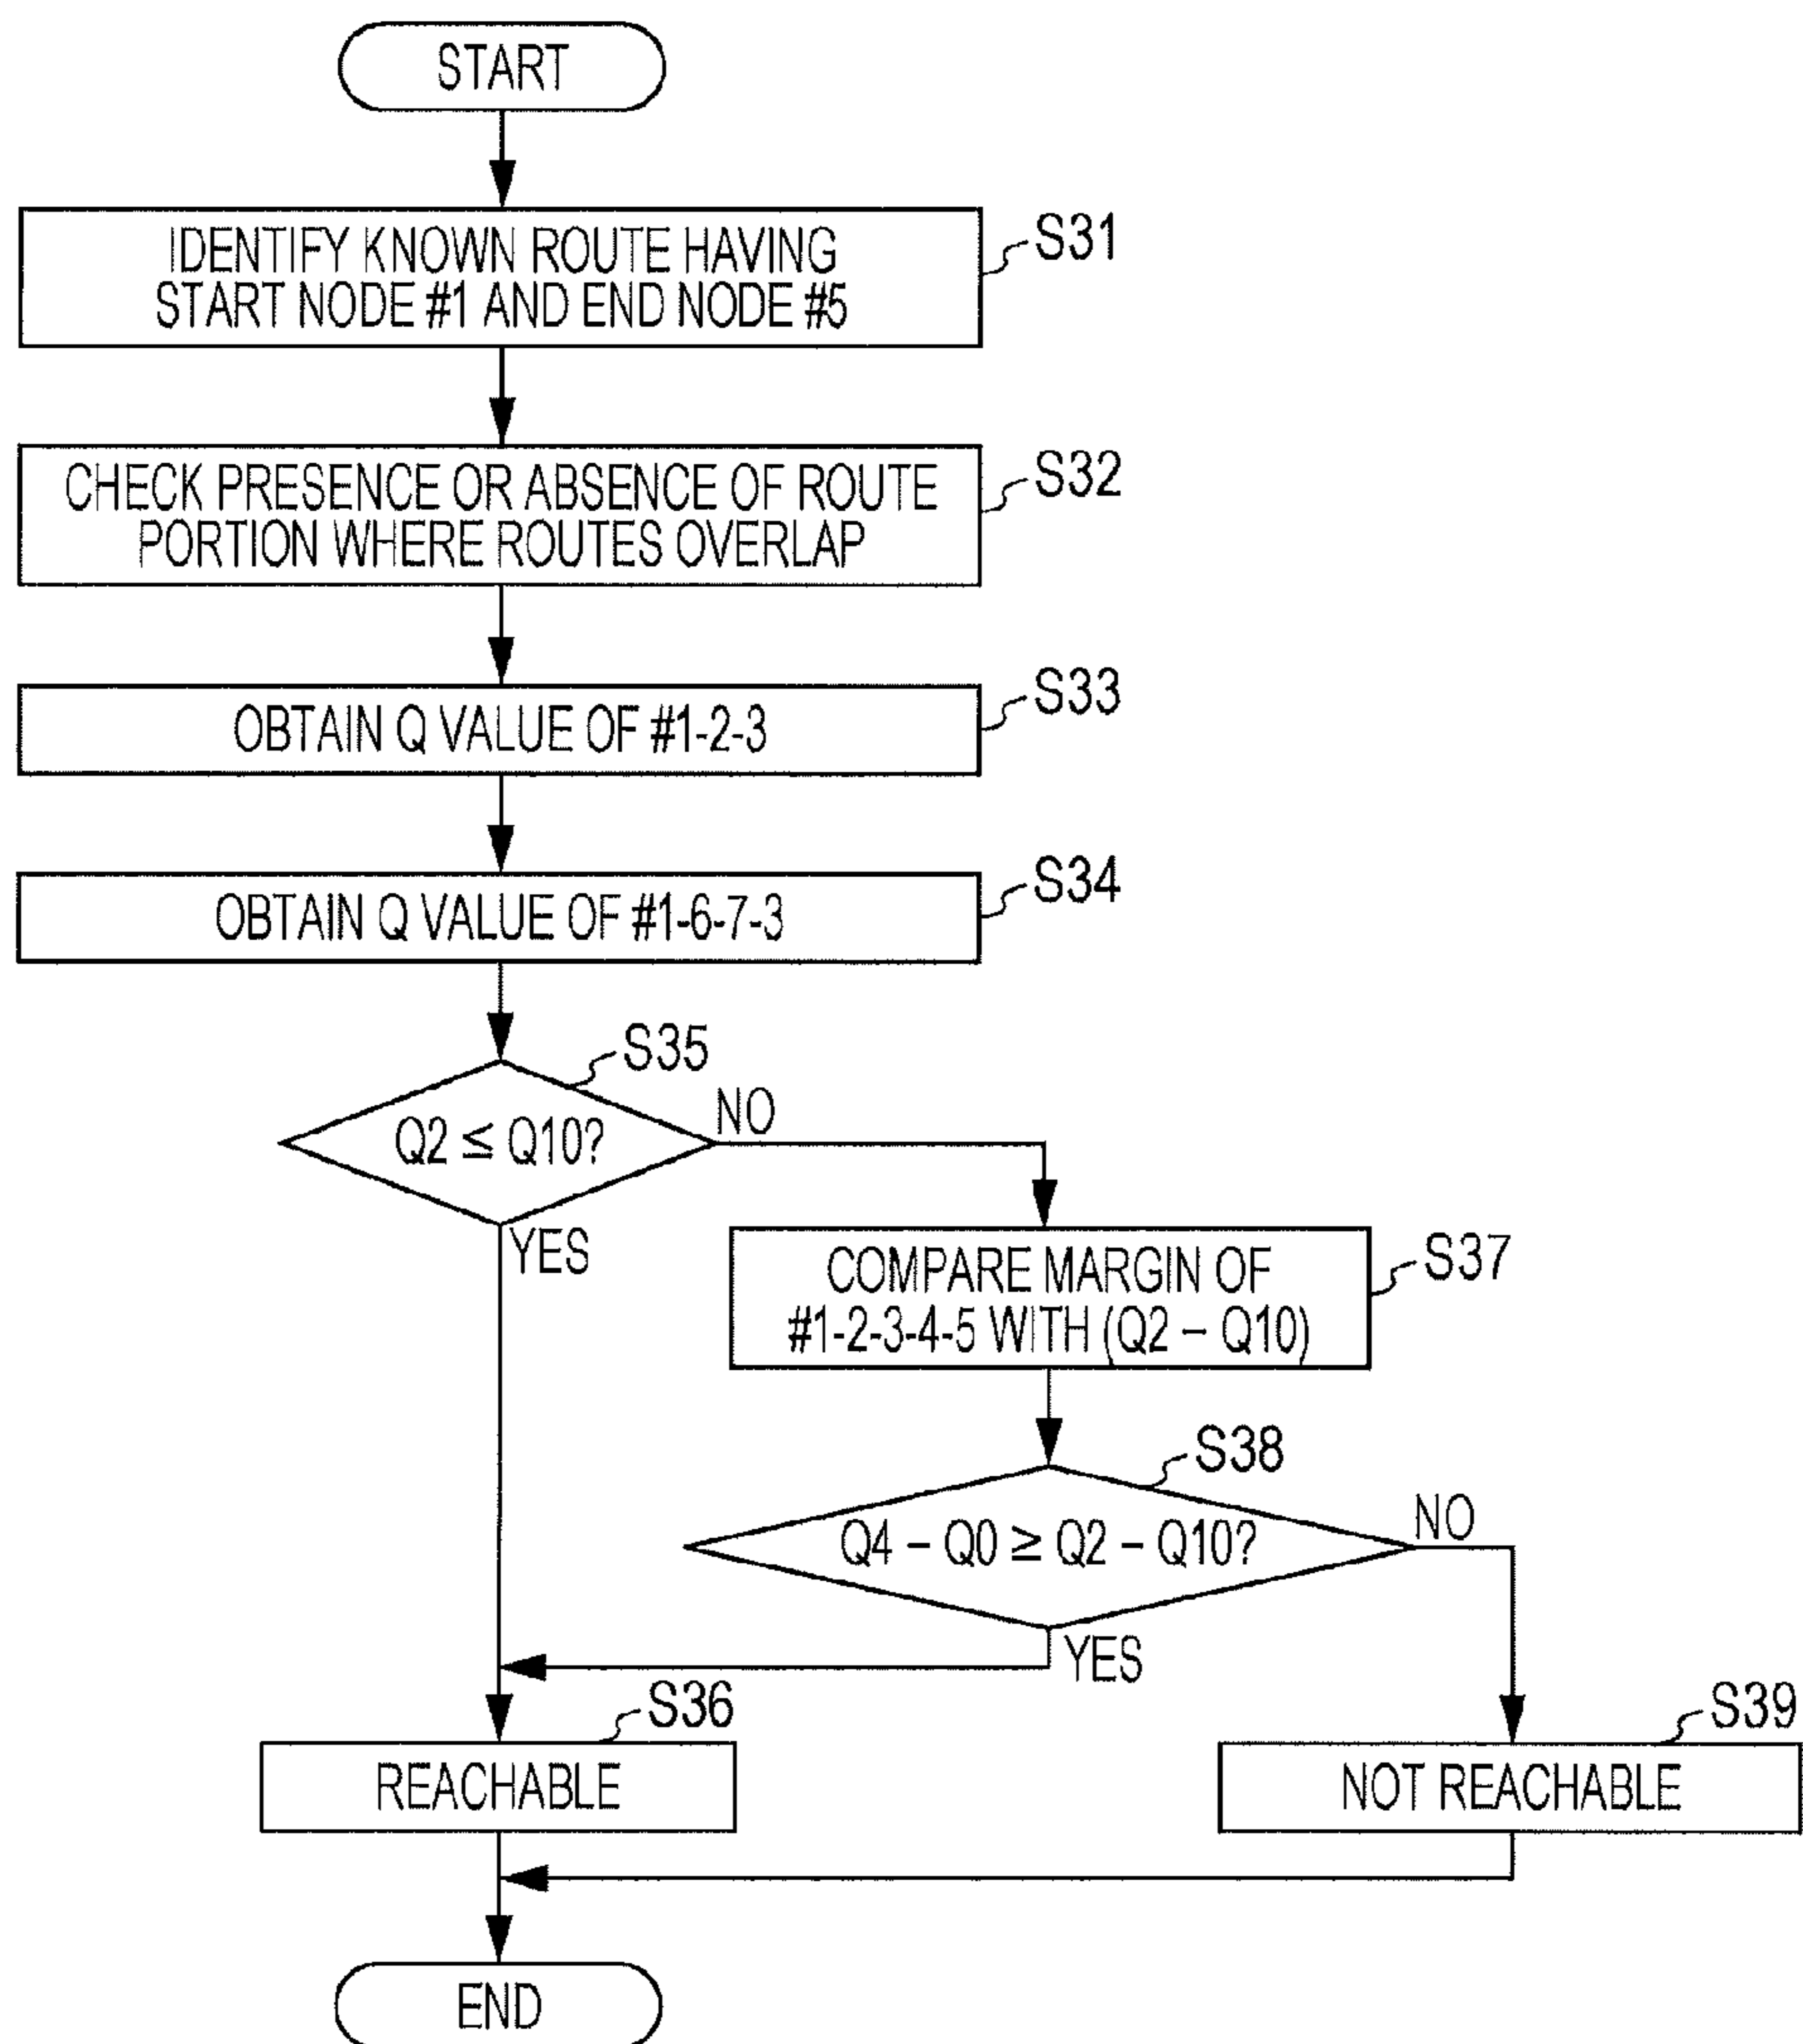 START
IDENTIFY KNOWN ROUTE HAVING
START NODE #1 AND END NODE #5
S31
CHECK PRESENCE OR ABSENCE OF ROUTE
PORTION WHERE ROUTES OVERLAP
S32
OBTAIN Q VALUE OF #1-2-3
S33
OBTAIN Q VALUE OF #1-6-7-3
S34
S35
Q2 ≤ Q10?
NO
YES
COMPARE MARGIN OF
#1-2-3-4-5 WITH (Q2 – Q10)
S37
S38
Q4 – Q0 ≥ Q2 – Q10?
NO
YES
S36
REACHABLE
S39
NOT REACHABLE
END